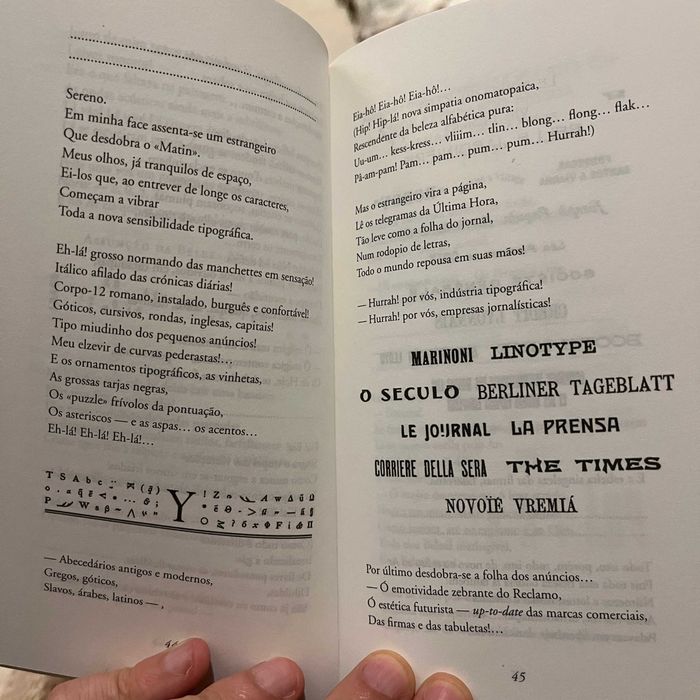 Sereno.
Em minha face assenta-se um estrangeiro
Que desdobra o «Matin».
Meus olhos, já tranquilos de espaço,
Ei-los que, ao entrever de longe os caracteres,
Começam a vibrar
Toda a nova sensibilidade tipográfica.
Eh-lá! grosso normando das manchettes em sensação!
Itálico afilado das crónicas diárias!
Corpo-12 romano, instalado, burguês e confortável!
Góticos, cursivos, rondas, inglesas, capitais!
Tipo miudinho dos pequenos anúncios!
Meu elzevir de curvas pederastas!...
E os ornamentos tipográficos, as vinhetas,
As grossas tarjas negras,
Os «puzzle» frívolos da pontuação,
Os asteriscos — e as aspas... os acentos...
Eh-lá! Eh-lá! Eh-lá!...
— Abecedários antigos e modernos,
Gregos, góticos,
Slavos, árabes, latinos — ,
Eia-hô! Eia-hô! Eia-hô!...
(Hip! Hip-lá! nova simpatia onomatopaica,
Rescendente da beleza alfabética pura:
Uu-um... kess-kress... vliiim... tlin... blong... flong... flak...
Pâ-am-pam! Pam... pam... pum... pum... Hurrah!)
Mas o estrangeiro vira a página,
Lê os telegramas da Última Hora,
Tão leve como a folha do jornal,
Num rodopio de letras,
Todo o mundo repousa em suas mãos!
— Hurrah! por vós, indústria tipográfica!
— Hurrah! por vós, empresas jornalísticas!
MARINONI LINOTYPE
O SECULO BERLINER TAGEBLATT
LE JOURNAL LA PRENSA
CORRIERE DELLA SERA THE TIMES
NOVOÏÉ VREMIÁ
Por último desdobra-se a folha dos anúncios...
— Ó emotividade zebrante do Reclamo,
Ó estética futurista — up-to-date das marcas comerciais,
Das firmas e das tabuletas!...
45